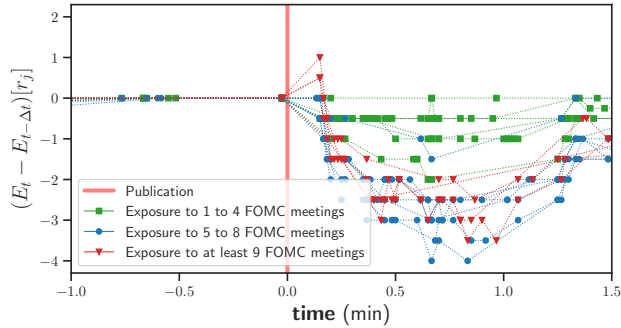 2
1
0
−1
−2
−3
−4
(E_t − E_{t−Δt})[r_j]
Publication
Exposure to 1 to 4 FOMC meetings
Exposure to 5 to 8 FOMC meetings
Exposure to at least 9 FOMC meetings
−1.0 −0.5 0.0 0.5 1.0 1.5
time (min)